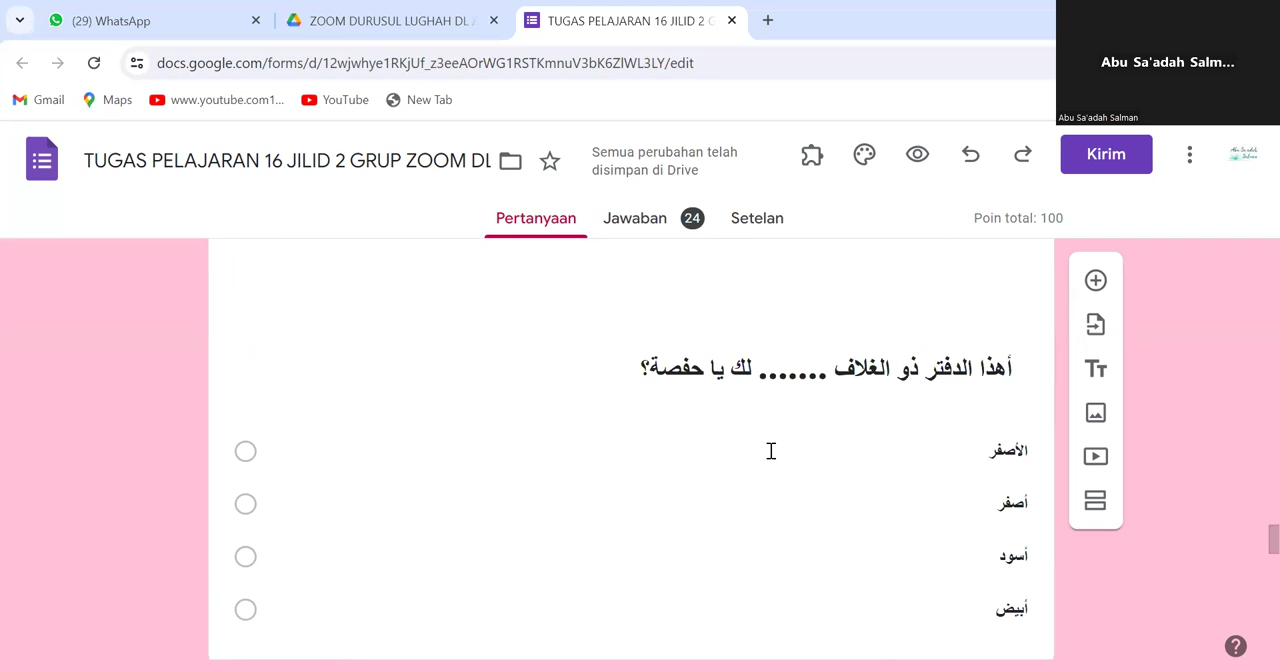 (29) WhatsApp
ZOOM DURUSUL LUGHAH DL
TUGAS PELAJARAN 16 JILID 2 G
docs.google.com/forms/d/12wjwhye1RKjUf_z3eeAOrWG1RSTKmnuV3bK6ZlWL3LY/edit
Abu Sa'adah Salm...
Abu Sa'adah Salman
Gmail
Maps
www.youtube.com1...
YouTube
New Tab
TUGAS PELAJARAN 16 JILID 2 GRUP ZOOM DL
Semua perubahan telah
disimpan di Drive
Kirim
Pertanyaan
Jawaban 24
Setelan
Poin total: 100
أهذا الدفتر ذو الغلاف ....... لك يا حفصة؟
الأصفر
أصفر
أسود
أبيض